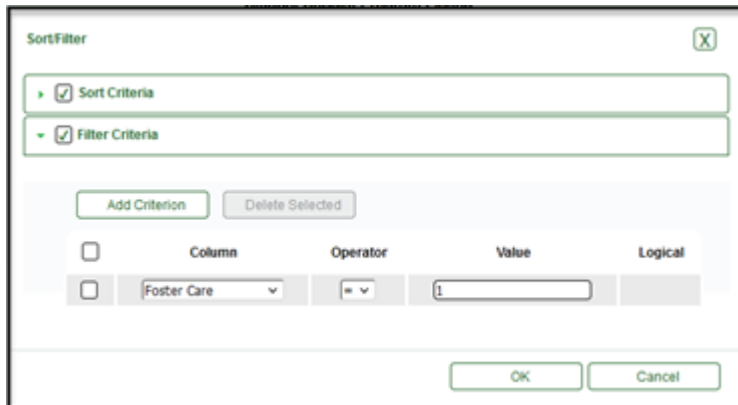 Sort/Filter
X
Sort Criteria
Filter Criteria
Add Criterion Delete Selected
Column Operator Value Logical
Foster Care = 1
OK Cancel